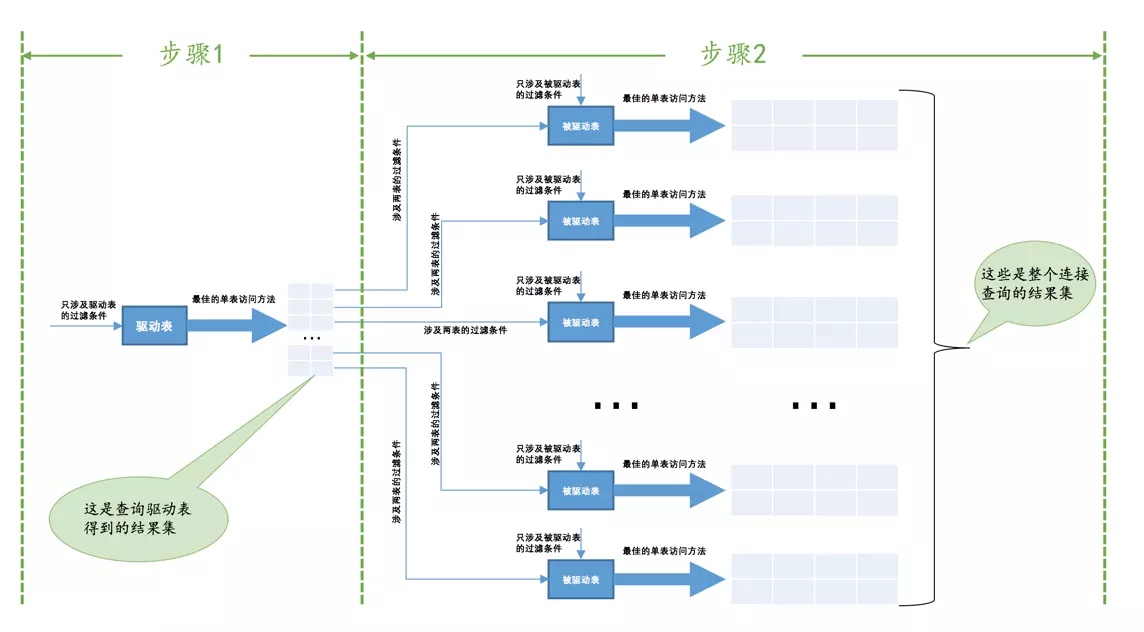 步骤1
步骤2
只涉及驱动表
的过滤条件
驱动表
最佳的单表访问方法
...
这是查询驱动表
得到的结果集
涉及两表的过滤条件
涉及两表的过滤条件
涉及两表的过滤条件
涉及两表的过滤条件
涉及两表的过滤条件
只涉及被驱动表
的过滤条件
被驱动表
最佳的单表访问方法
只涉及被驱动表
的过滤条件
被驱动表
最佳的单表访问方法
只涉及被驱动表
的过滤条件
被驱动表
最佳的单表访问方法
... ...
只涉及被驱动表
的过滤条件
被驱动表
最佳的单表访问方法
只涉及被驱动表
的过滤条件
被驱动表
最佳的单表访问方法
这些是整个连接
查询的结果集